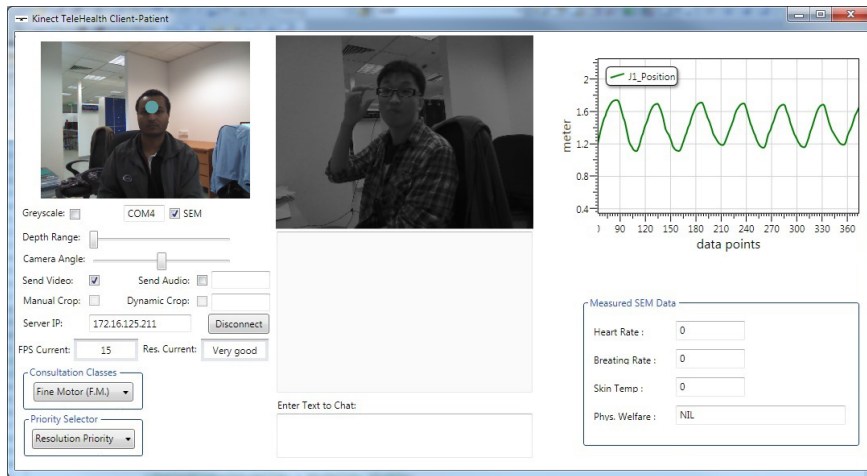 Kinect TeleHealth Client-Patient
Greyscale:
COM4
SEM
Depth Range:
Camera Angle:
Send Video:
Send Audio:
Manual Crop:
Dynamic Crop:
Server IP:
172.16.125.211
Disconnect
FPS Current:
15
Res. Current:
Very good
Consultation Classes
Fine Motor (F.M.)
Priority Selector
Resolution Priority
Enter Text to Chat:
J1_Position
meter
2
1.6
1.2
0.8
0.4
) 90 120 150 180 210 240 270 300 330 360
data points
Measured SEM Data
Heart Rate :
0
Breating Rate :
0
Skin Temp :
0
Phys. Welfare :
NIL